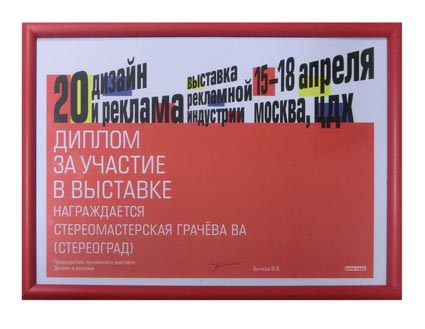 20 дизайн и реклама
выставка рекламной индустрии
15–18 апреля
москва, цдх
ДИПЛОМ
ЗА УЧАСТИЕ
В ВЫСТАВКЕ
НАГРАЖДАЕТСЯ
СТЕРЕОМАСТЕРСКАЯ ГРАЧЁВА ВА
(СТЕРЕОГРАД)
Председатель оргкомитета выставки
Дизайн и реклама
Бычков В.В.